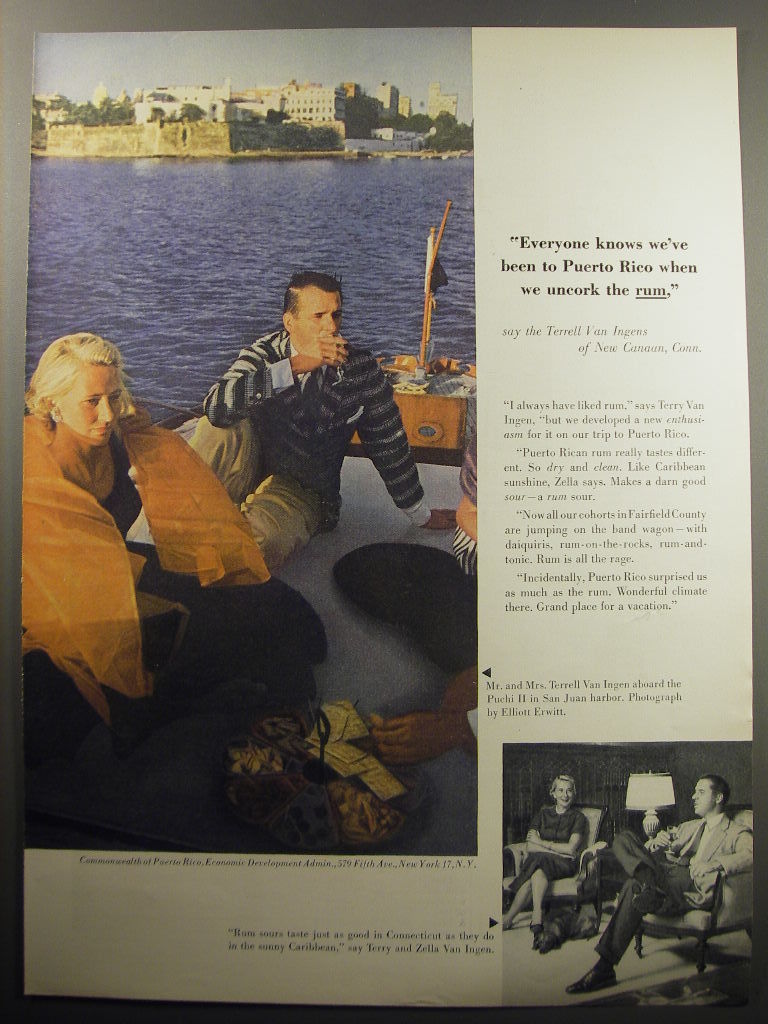 “Everyone knows we’ve
been to Puerto Rico when
we uncork the rum,”
say the Terrell Van Ingens
of New Canaan, Conn.
“I always have liked rum,” says Terry Van
Ingen, “but we developed a new enthusi-
asm for it on our trip to Puerto Rico.
“Puerto Rican rum really tastes differ-
ent. So dry and clean. Like Caribbean
sunshine, Zella says. Makes a darn good
sour—a rum sour.
“Now all our cohorts in Fairfield County
are jumping on the band wagon—with
daiquiris, rum-on-the-rocks, rum-and-
tonic. Rum is all the rage.
“Incidentally, Puerto Rico surprised us
as much as the rum. Wonderful climate
there. Grand place for a vacation.”
Mr. and Mrs. Terrell Van Ingen aboard the
Puchi II in San Juan harbor. Photograph
by Elliott Erwitt.
Commonwealth of Puerto Rico, Economic Development Admin., 579 Fifth Ave., New York 17, N.Y.
“Rum sours taste just as good in Connecticut as they do
in the sunny Caribbean,” say Terry and Zella Van Ingen.